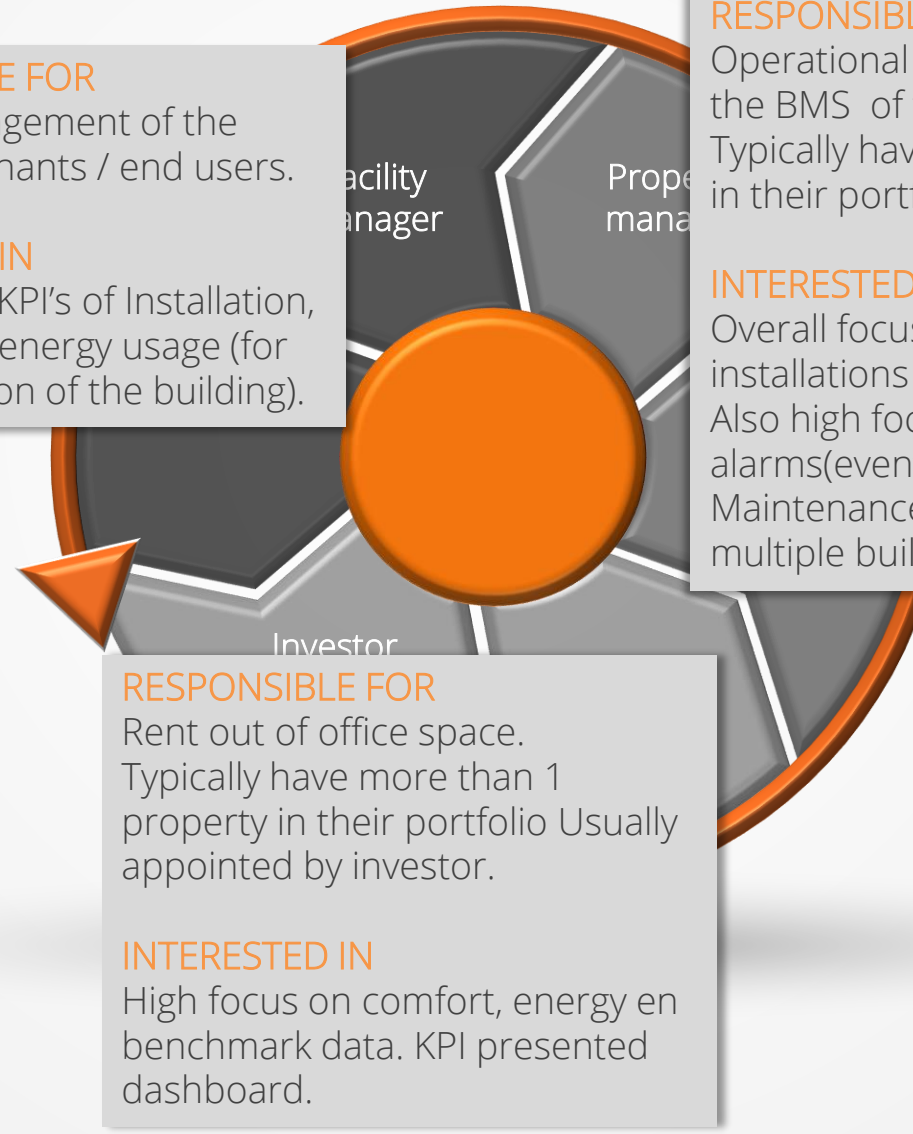 E FOR
gement of the
nants / end users.
IN
KPI's of Installation,
energy usage (for
on of the building).
acility
anager
Prope
mana
RESPONSIBL
Operational
the BMS of
Typically hav
in their portf
INTERESTED
Overall focus
installations
Also high foc
alarms(even
Maintenance
multiple buil
Investor
RESPONSIBLE FOR
Rent out of office space.
Typically have more than 1
property in their portfolio Usually
appointed by investor.
INTERESTED IN
High focus on comfort, energy en
benchmark data. KPI presented
dashboard.